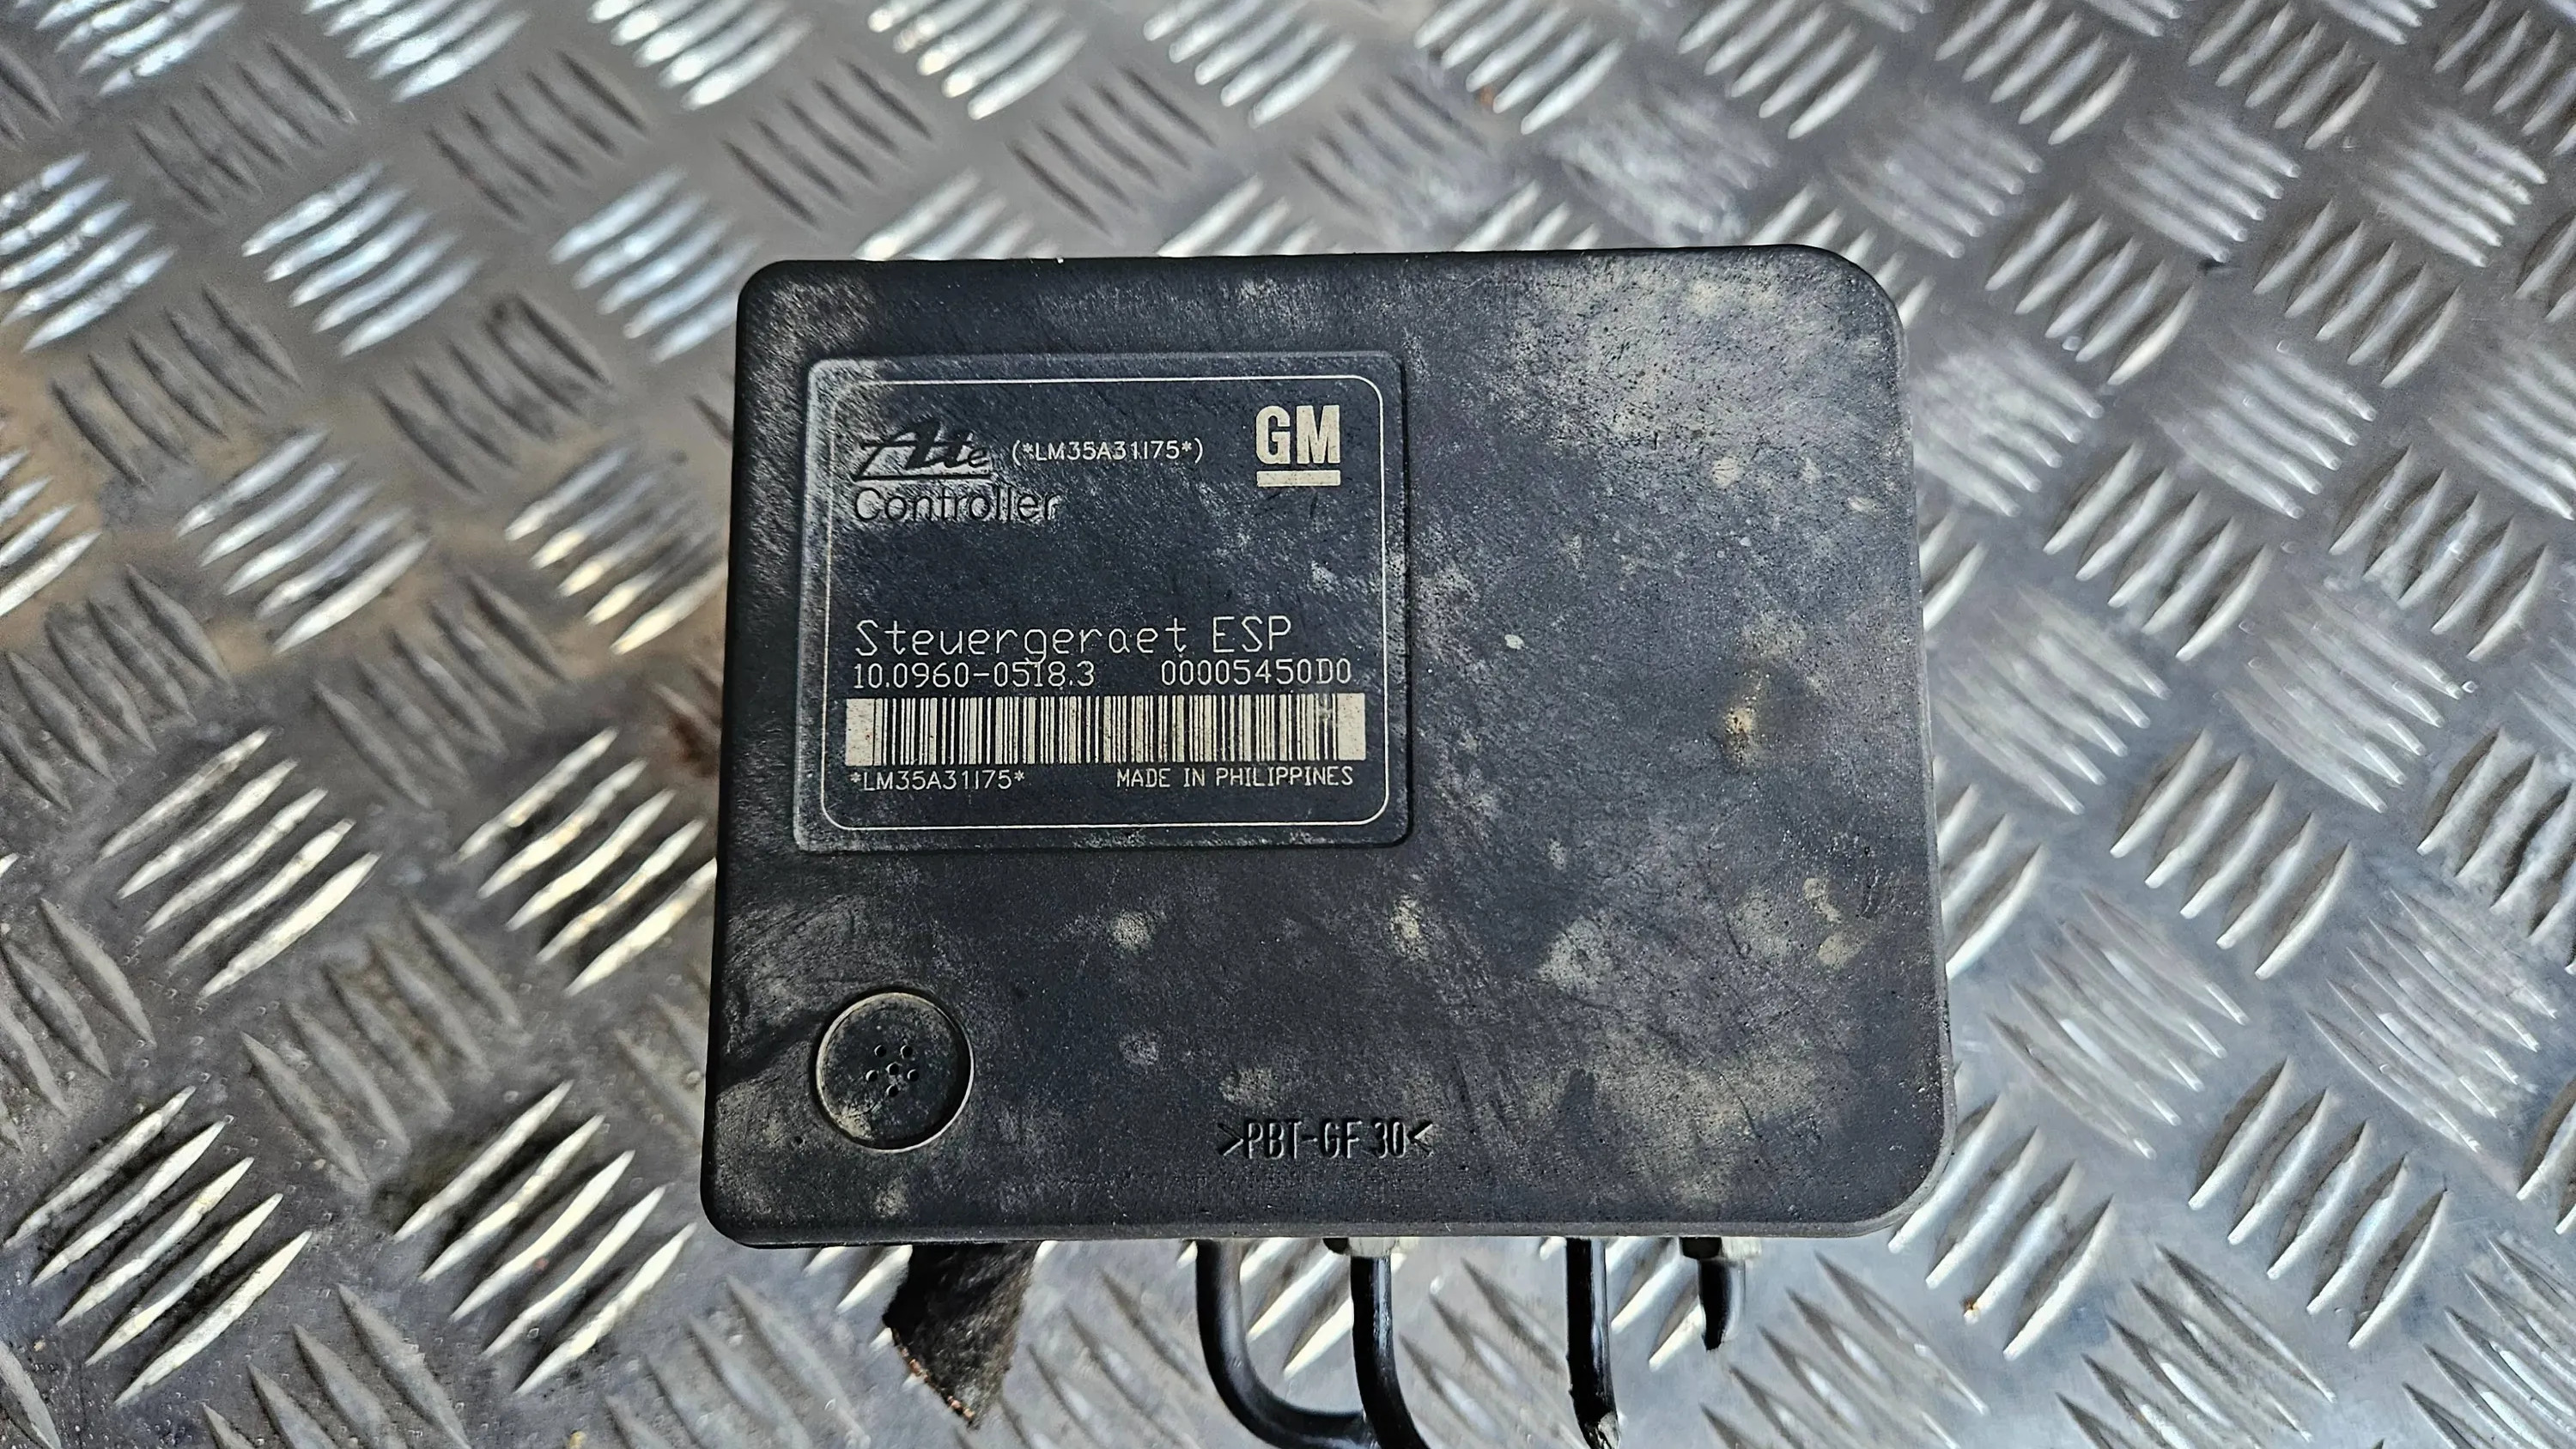 Ate (*LM35A31175*) GM
Controller
Steuergeraet ESP
10.0960-0518.3 00005450D0
*LM35A31175* MADE IN PHILIPPINES
>PBT-GF 30<